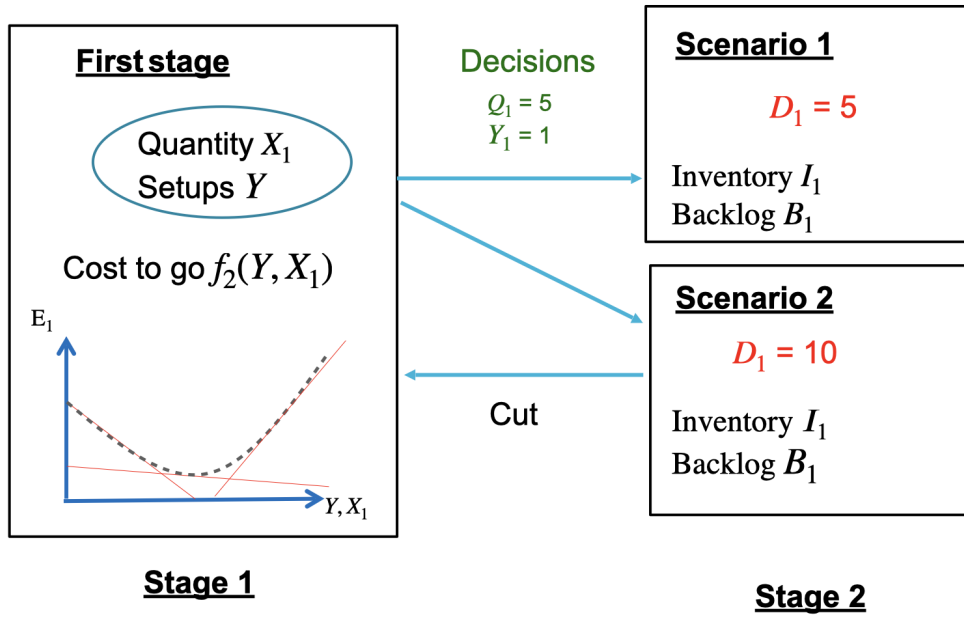 First stage
Quantity X₁
Setups Y
Cost to go f₂(Y, X₁)
E₁
Y, X₁
Stage 1
Decisions
Q₁ = 5
Y₁ = 1
Cut
Scenario 1
D₁ = 5
Inventory I₁
Backlog B₁
Scenario 2
D₁ = 10
Inventory I₁
Backlog B₁
Stage 2